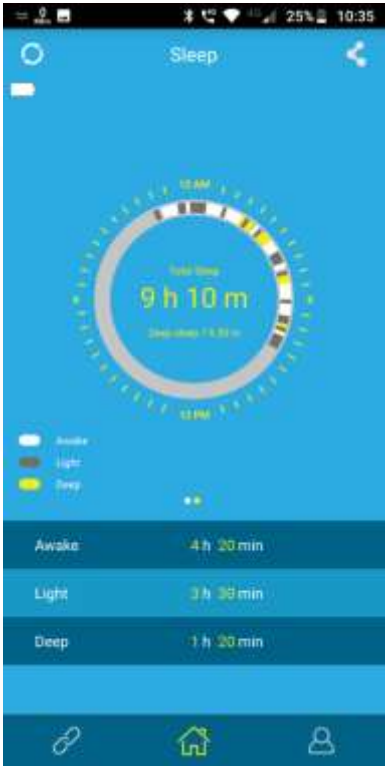 25% 10:35
Sleep
12 AM
Total Sleep
9 h 10 m
12 PM
Awake
Light
Deep
Awake 4 h 20 min
Light 3 h 30 min
Deep 1 h 20 min